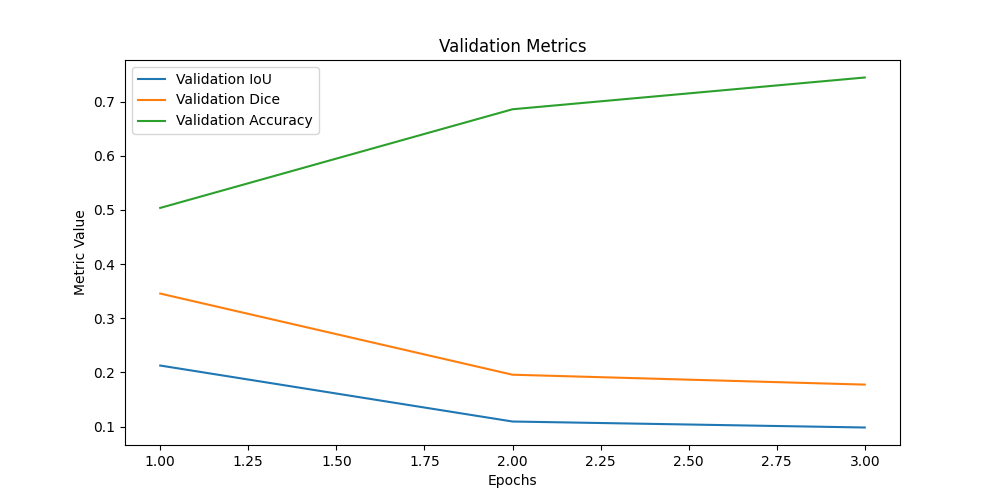 Validation Metrics
Validation IoU
Validation Dice
Validation Accuracy
Metric Value
0.7
0.6
0.5
0.4
0.3
0.2
0.1
1.00 1.25 1.50 1.75 2.00 2.25 2.50 2.75 3.00
Epochs